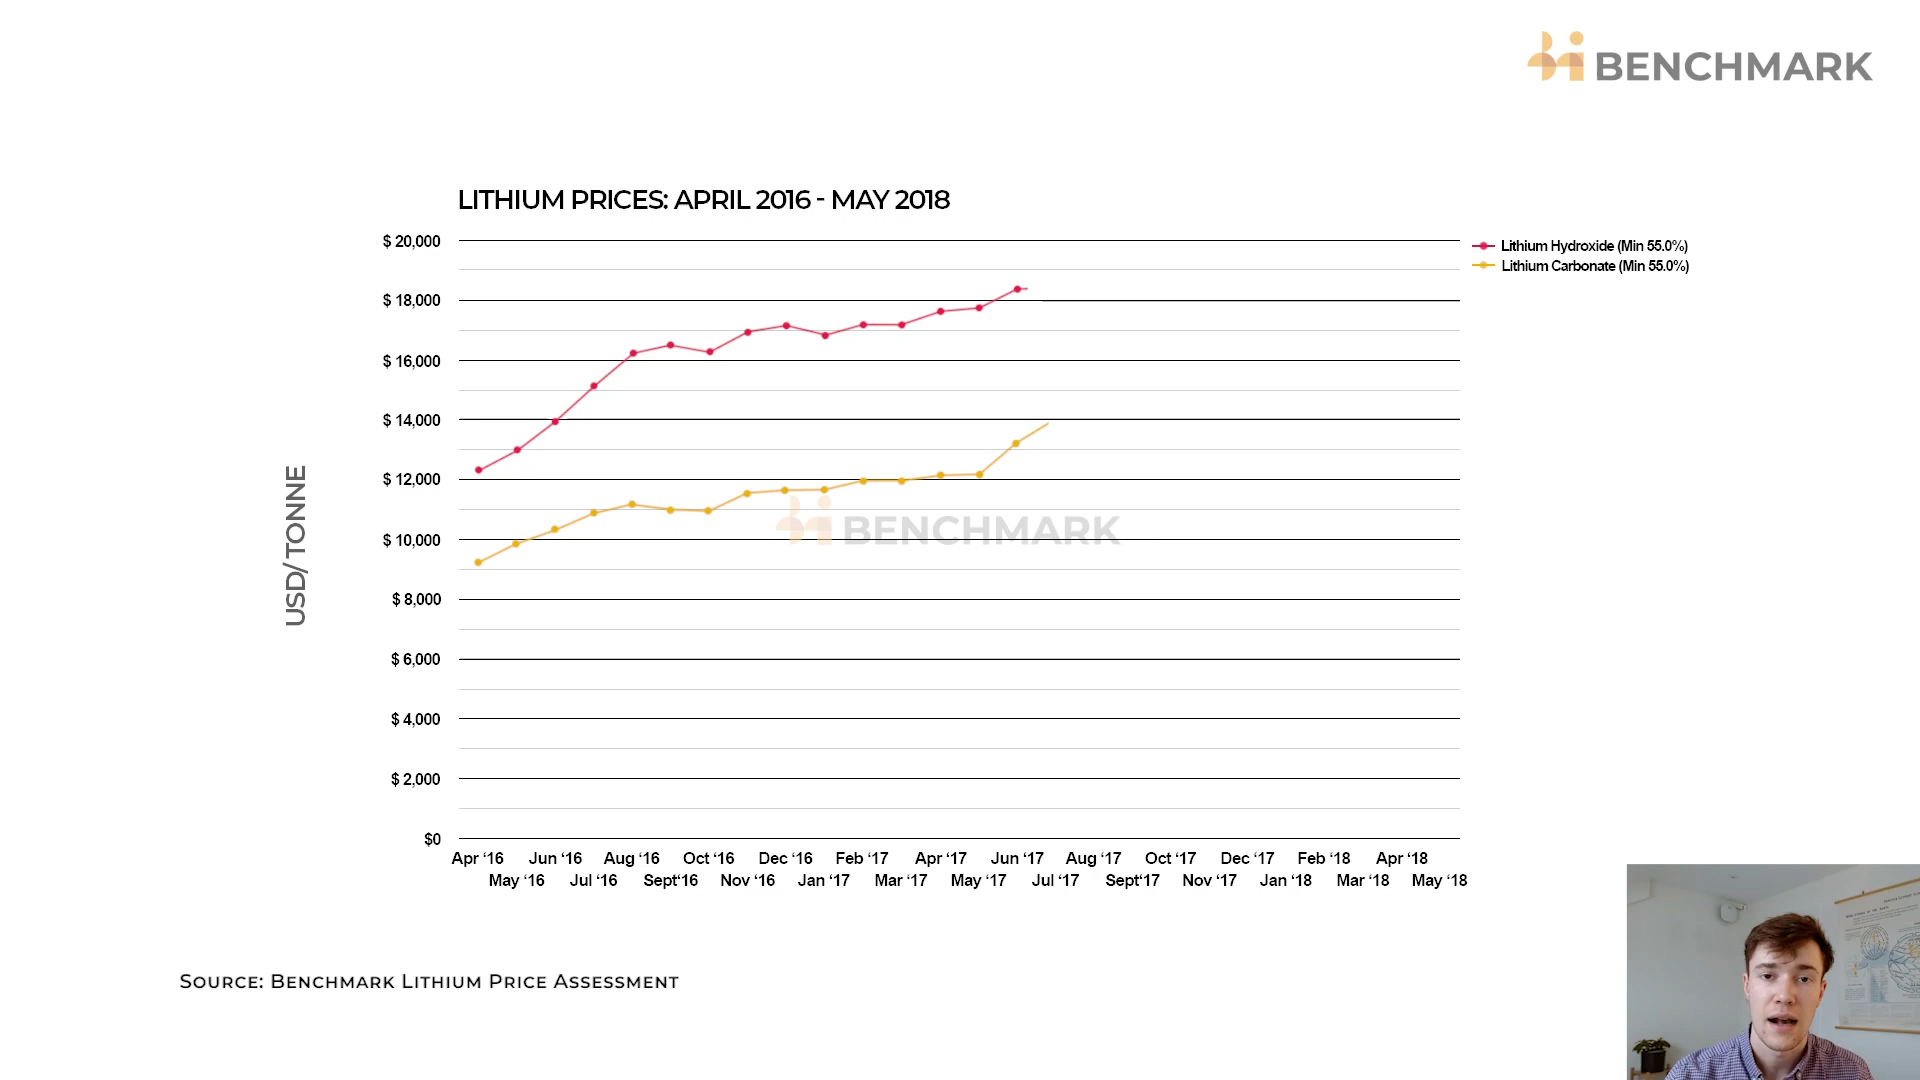 BENCHMARK
LITHIUM PRICES: APRIL 2016 - MAY 2018
$ 20,000
$ 18,000
$ 16,000
$ 14,000
$ 12,000
$ 10,000
$ 8,000
$ 6,000
$ 4,000
$ 2,000
$0
USD/TONNE
Lithium Hydroxide (Min 55.0%)
Lithium Carbonate (Min 55.0%)
BENCHMARK
Apr ‘16 Jun ‘16 Aug ‘16 Oct ‘16 Dec ‘16 Feb ‘17 Apr ‘17 Jun ‘17 Aug ‘17 Oct ‘17 Dec ‘17 Feb ‘18 Apr ‘18
May ‘16 Jul ‘16 Sept‘16 Nov ‘16 Jan ‘17 Mar ‘17 May ‘17 Jul ‘17 Sept‘17 Nov ‘17 Jan ‘18 Mar ‘18 May ‘18
SOURCE: BENCHMARK LITHIUM PRICE ASSESSMENT